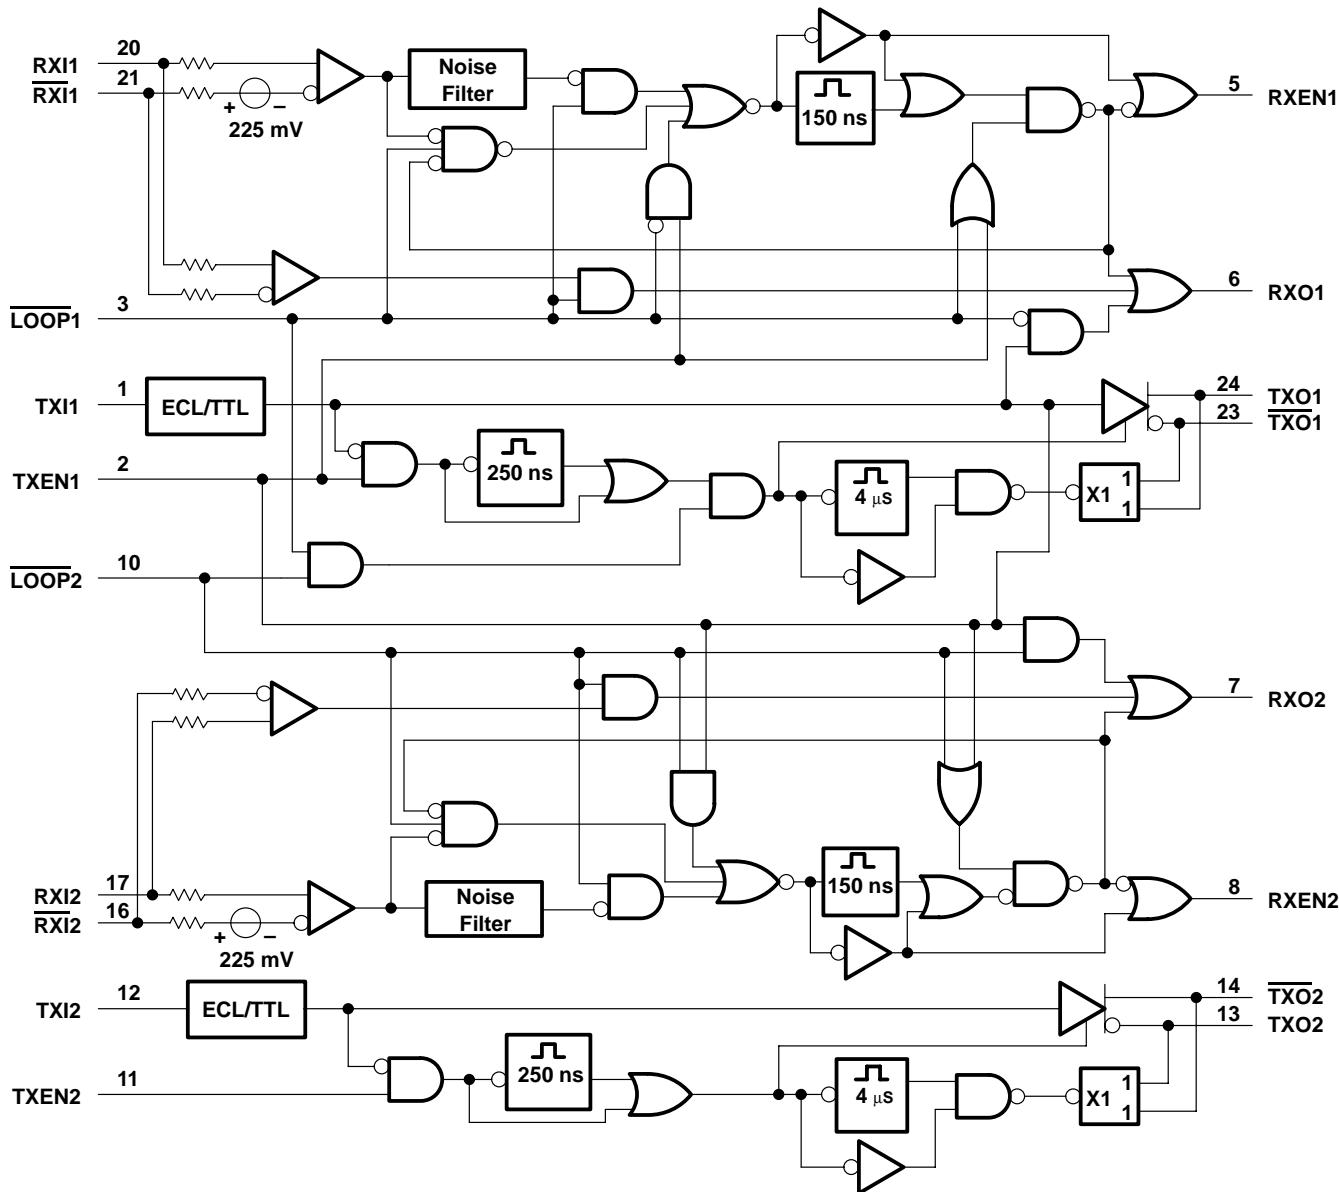 20
RXI1
21
RXI1
+ −
225 mV
Noise
Filter
150 ns
5
RXEN1
6
RXO1
3
LOOP1
1
TXI1
ECL/TTL
24
TXO1
23
TXO1
2
TXEN1
250 ns
4 µs
X1
1
1
10
LOOP2
7
RXO2
17
RXI2
16
RXI2
+ −
225 mV
Noise
Filter
150 ns
8
RXEN2
12
TXI2
ECL/TTL
14
TXO2
13
TXO2
11
TXEN2
250 ns
4 µs
X1
1
1